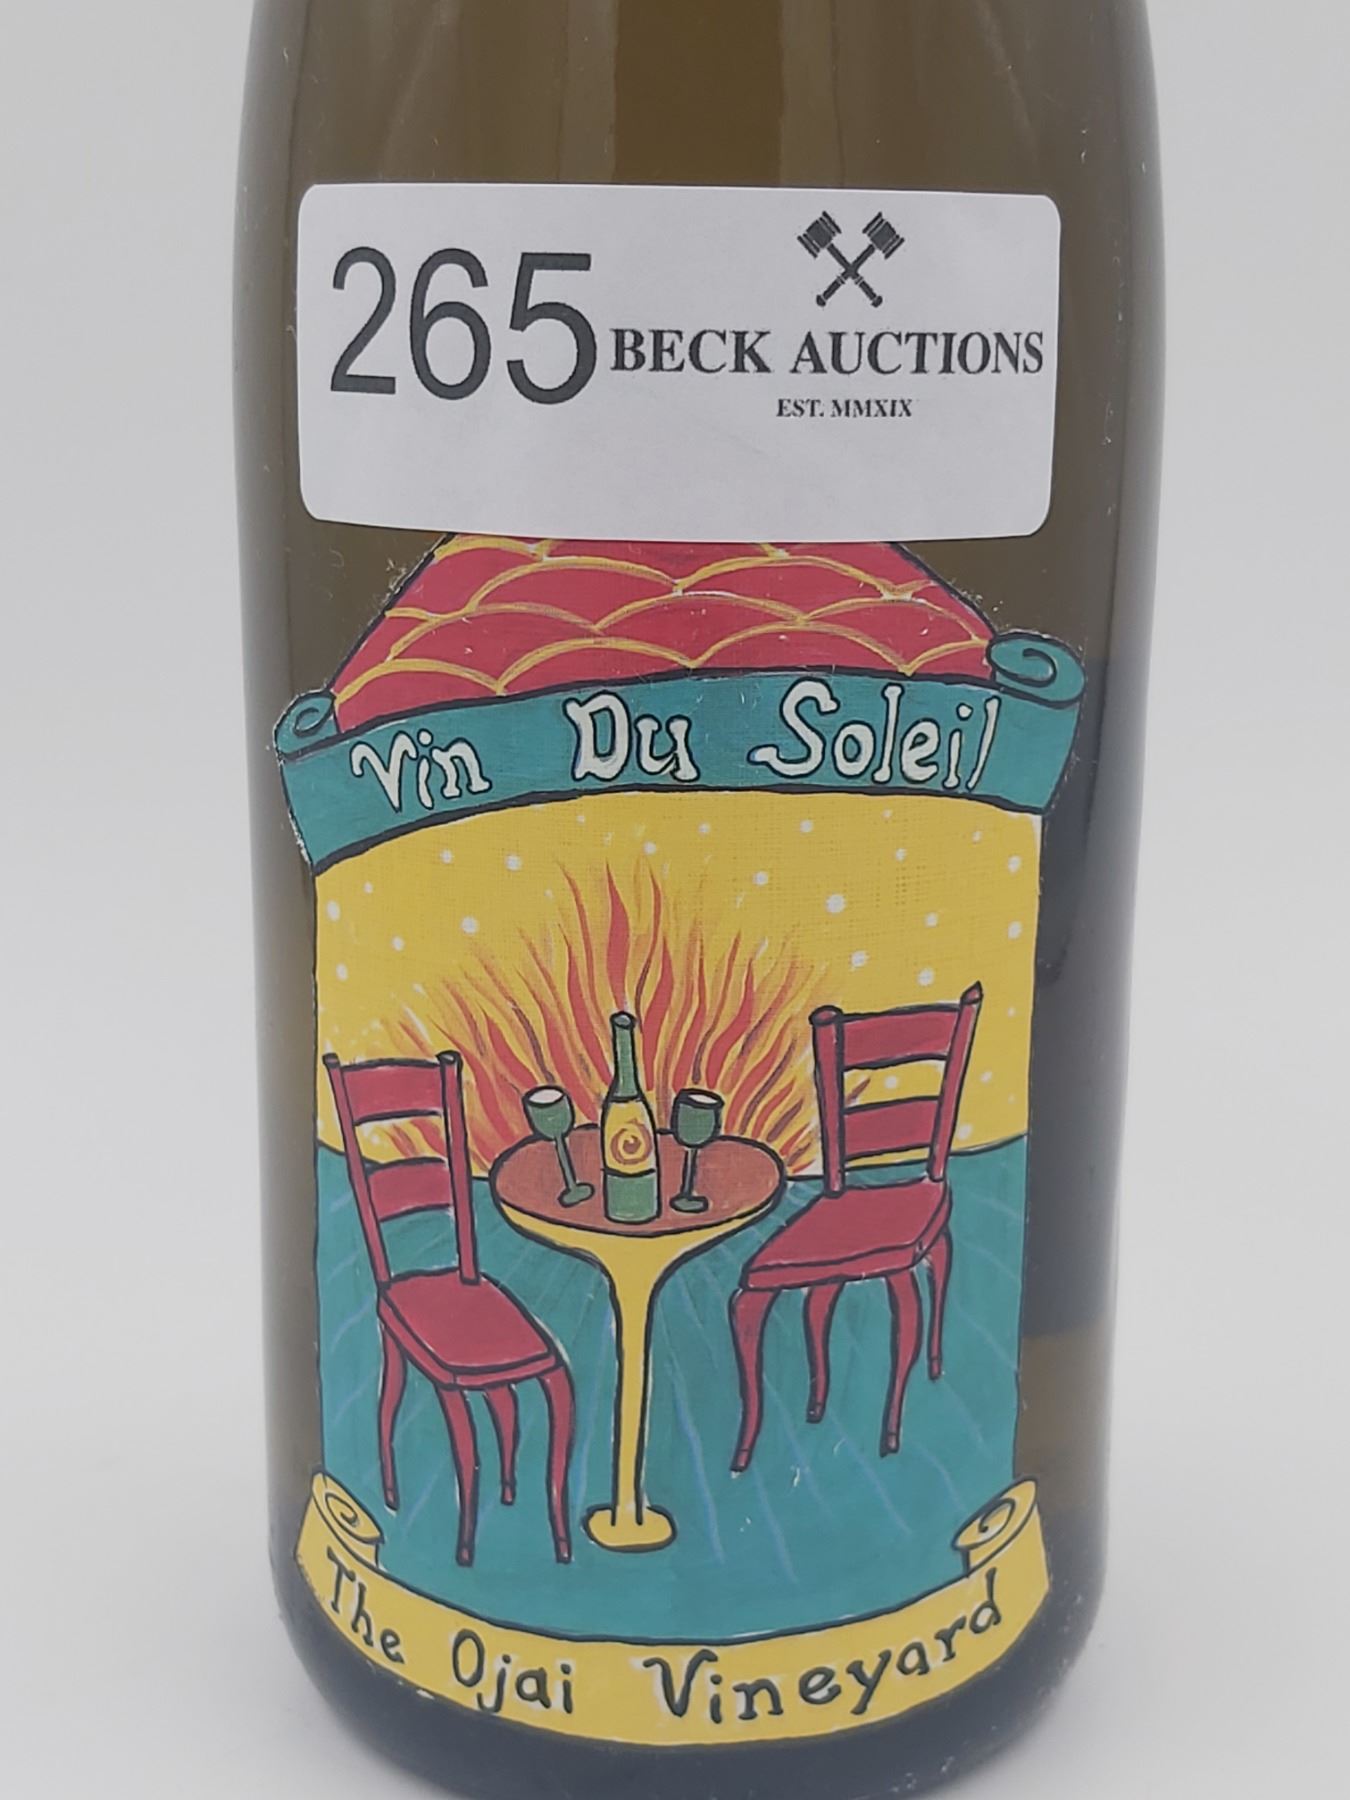 265
BECK AUCTIONS
EST. MMXIX
Vin Du Soleil
The Ojai Vineyard